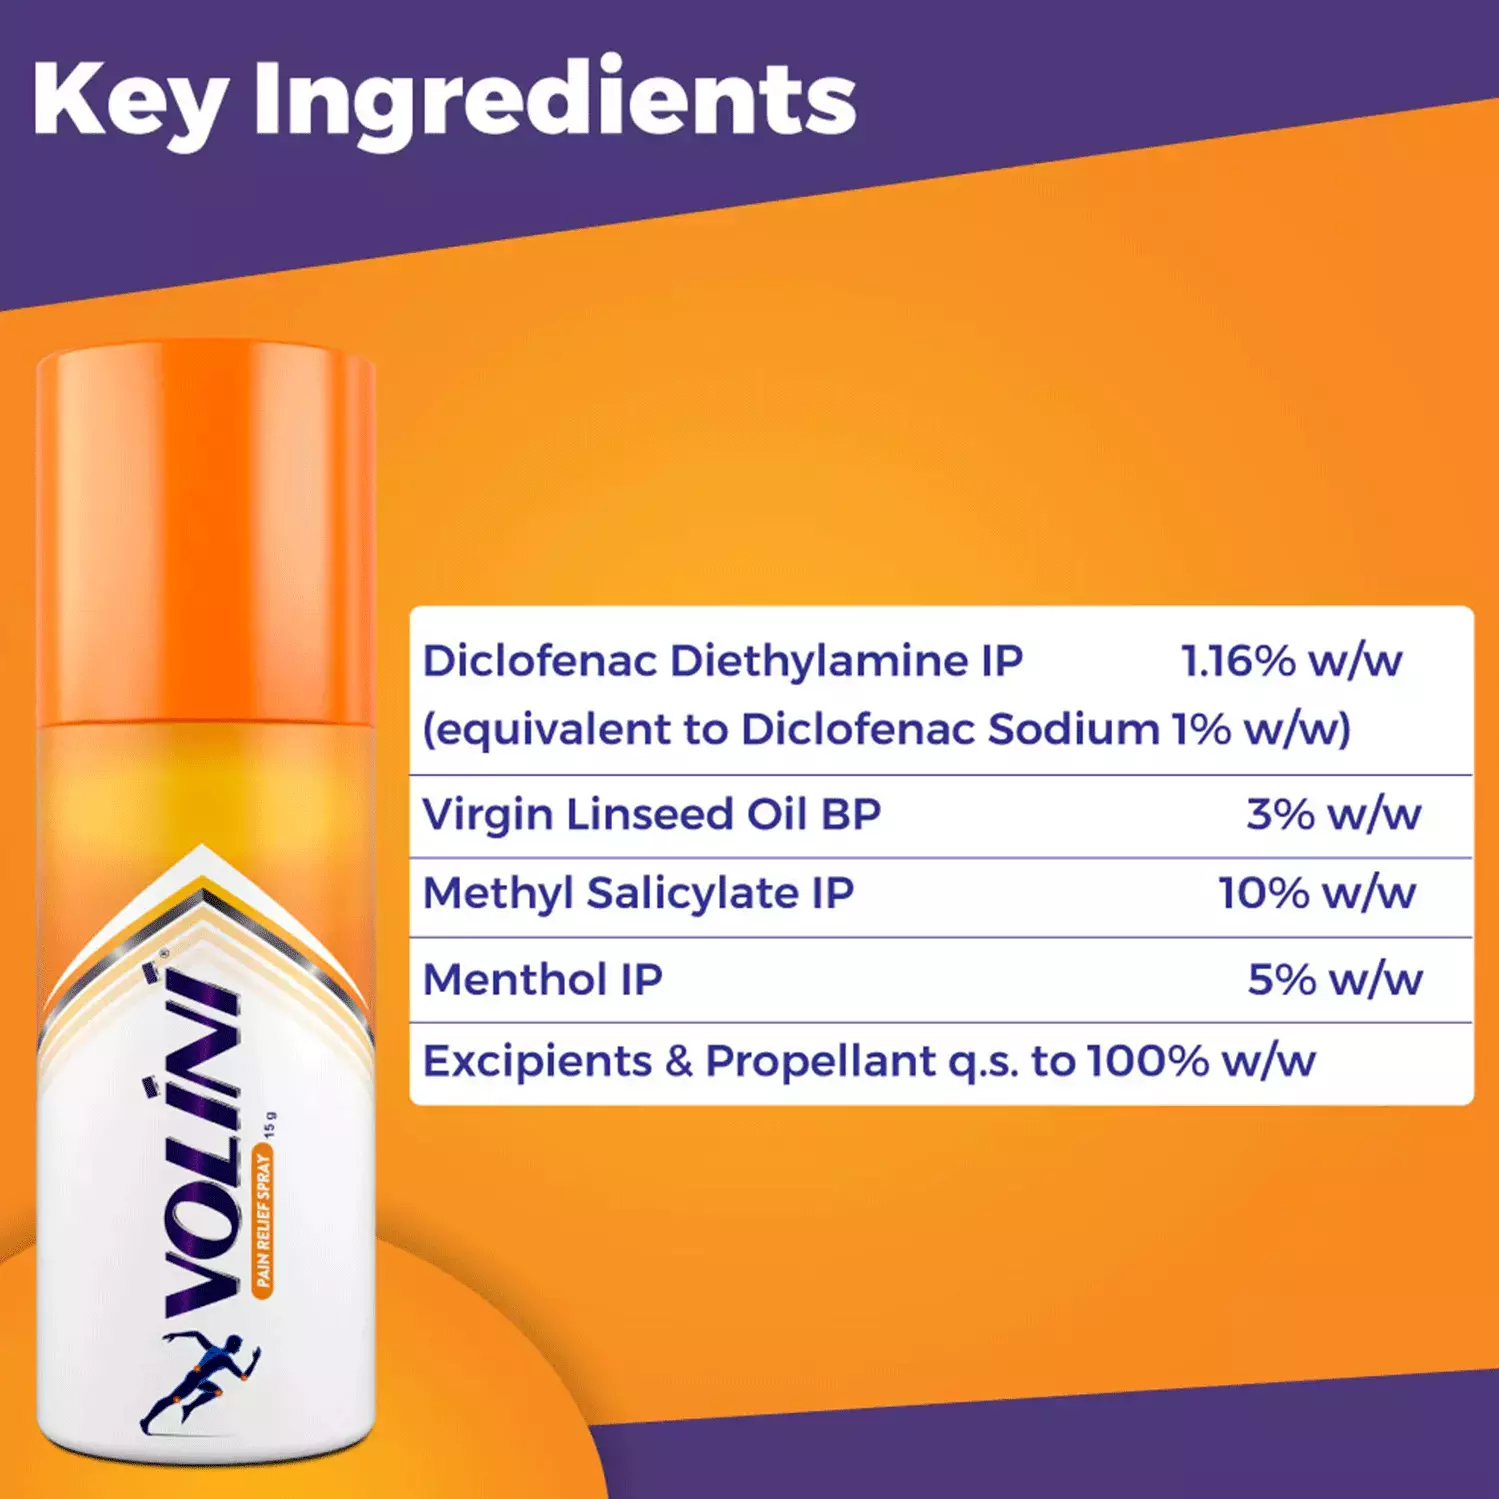 Key Ingredients
Diclofenac Diethylamine IP 1.16% w/w
(equivalent to Diclofenac Sodium 1% w/w)
Virgin Linseed Oil BP 3% w/w
Methyl Salicylate IP 10% w/w
Menthol IP 5% w/w
Excipients & Propellant q.s. to 100% w/w
VOLINI®
PAIN RELIEF SPRAY 15 g